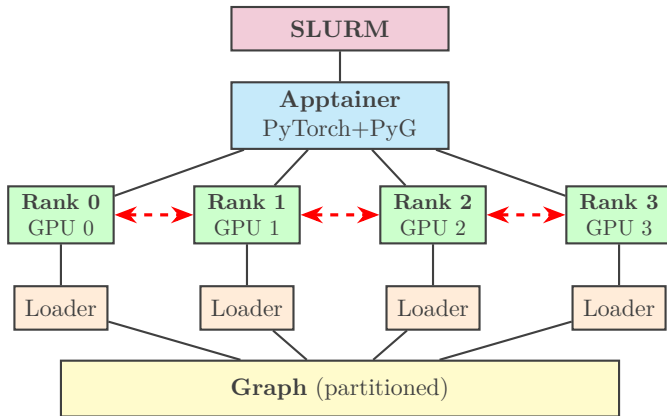 SLURM
Apptainer
PyTorch+PyG
Rank 0
GPU 0
Rank 1
GPU 1
Rank 2
GPU 2
Rank 3
GPU 3
Loader
Loader
Loader
Loader
Graph (partitioned)